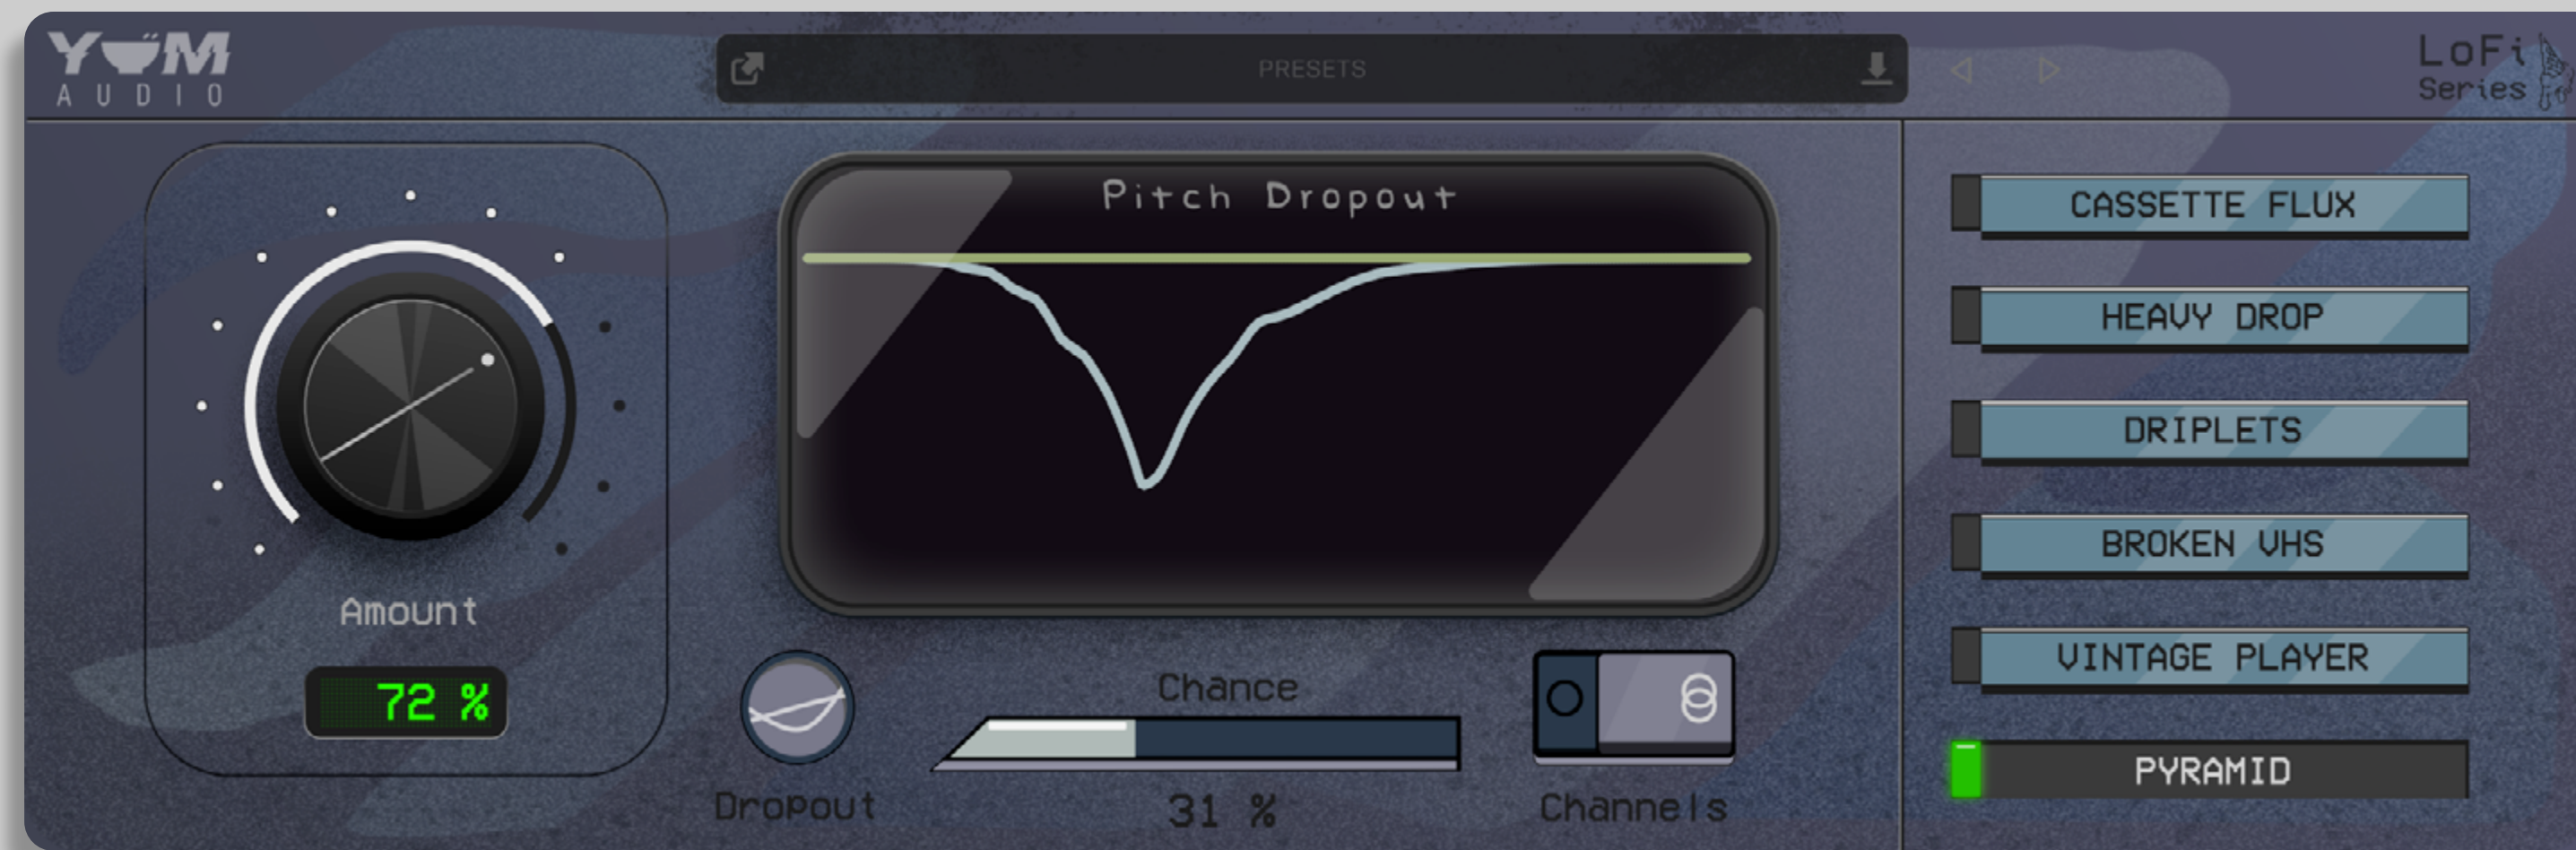 YUM
AUDIO
PRESETS
LoFi
Series
Pitch Dropout
CASSETTE FLUX
HEAVY DROP
DRIPLETS
BROKEN VHS
VINTAGE PLAYER
PYRAMID
Amount
72 %
Dropout
Chance
31 %
Channels